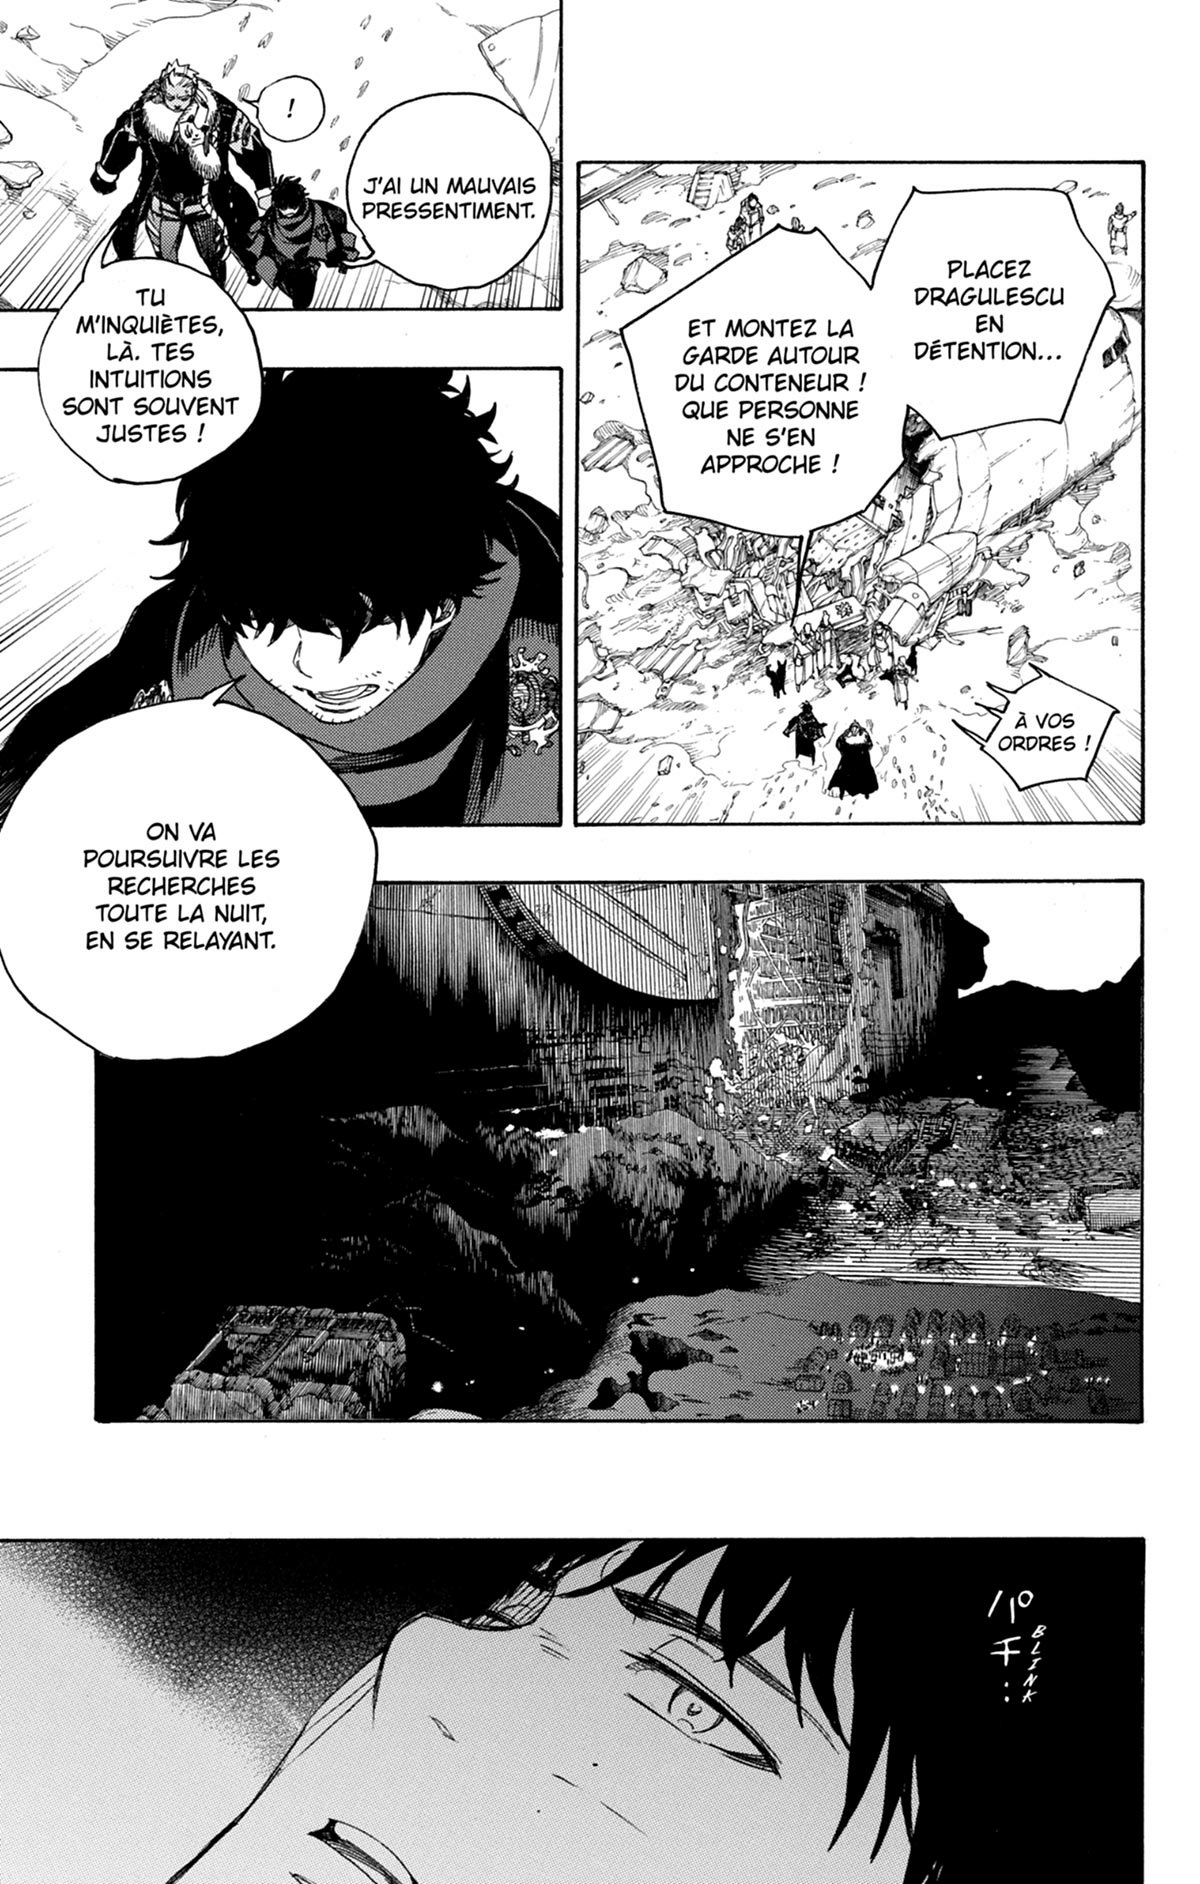 PLACEZ
DRAGULESCU
EN
DÉTENTION...
ET MONTEZ LA
GARDE AUTOUR
DU CONTENEUR !
QUE PERSONNE
NE S'EN
APPROCHE !
À VOS
ORDRES !
J'AI UN MAUVAIS
PRESSENTIMENT.
!
TU
M'INQUIÈTES,
LÀ. TES
INTUITIONS
SONT SOUVENT
JUSTES !
ON VA
POURSUIVRE LES
RECHERCHES
TOUTE LA NUIT,
EN SE RELAYANT.
パチ..
BLINK